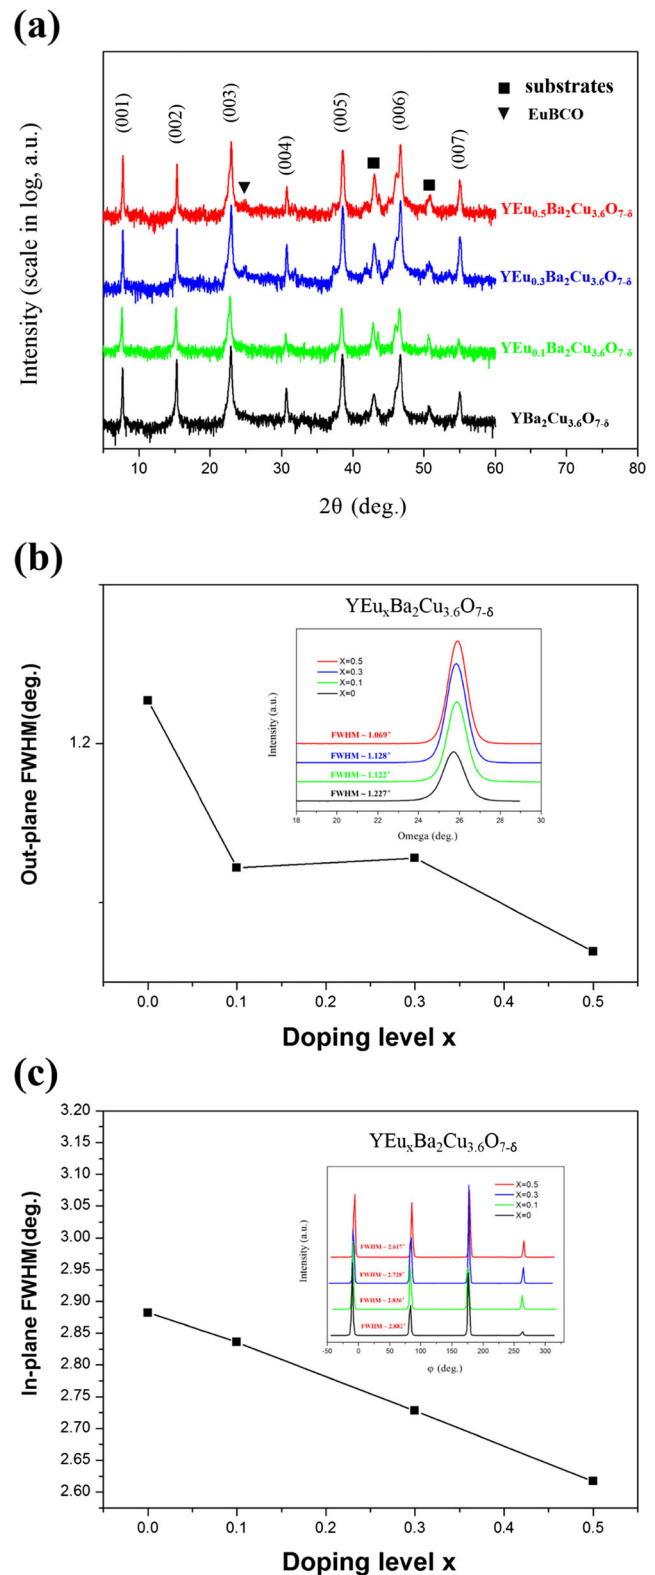 (a)
(001)
(002)
(003)
(004)
(005)
(006)
(007)
■ substrates
▼ EuBCO
YEu0.5Ba2Cu3.6O7-δ
YEu0.3Ba2Cu3.6O7-δ
YEu0.1Ba2Cu3.6O7-δ
YBa2Cu3.6O7-δ
Intensity (scale in log, a.u.)
10 20 30 40 50 60 70 80
2θ (deg.)
(b)
YEuxBa2Cu3.6O7-δ
X=0.5
X=0.3
X=0.1
X=0
FWHM ~ 1.069°
FWHM ~ 1.128°
FWHM ~ 1.122°
FWHM ~ 1.227°
Intensity (a.u.)
18 20 22 24 26 28 30
Omega (deg.)
1.2
Out-plane FWHM(deg.)
0.0 0.1 0.2 0.3 0.4 0.5
Doping level x
(c)
YEuxBa2Cu3.6O7-δ
X=0.5
X=0.3
X=0.1
X=0
FWHM ~ 2.617°
FWHM ~ 2.728°
FWHM ~ 2.836°
FWHM ~ 2.882°
Intensity (a.u.)
-50 0 50 100 150 200 250 300
φ (deg.)
3.20
3.15
3.10
3.05
3.00
2.95
2.90
2.85
2.80
2.75
2.70
2.65
2.60
In-plane FWHM(deg.)
0.0 0.1 0.2 0.3 0.4 0.5
Doping level x